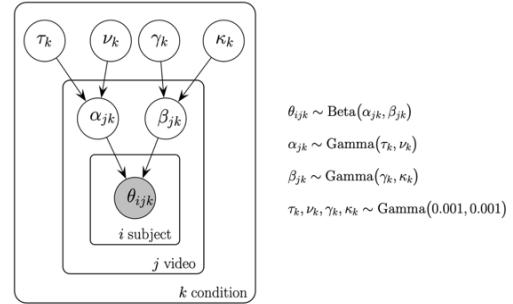 τ_k ν_k γ_k κ_k
α_jk β_jk
θ_ijk
i subject
j video
k condition
θ_ijk ∼ Beta(α_jk, β_jk)
α_jk ∼ Gamma(τ_k, ν_k)
β_jk ∼ Gamma(γ_k, κ_k)
τ_k, ν_k, γ_k, κ_k ∼ Gamma(0.001, 0.001)